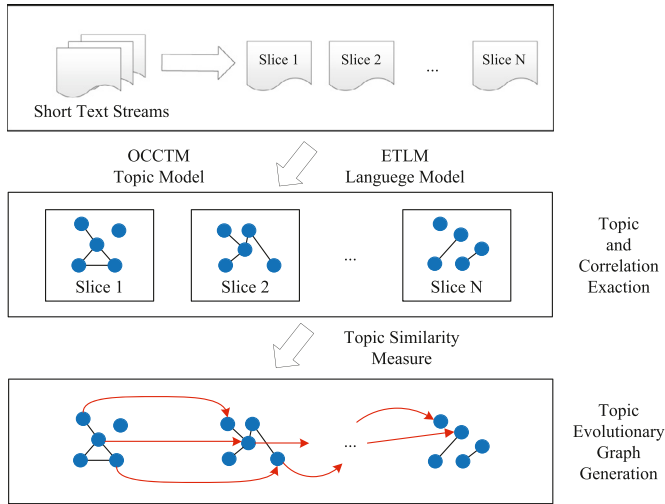 Short Text Streams
Slice 1
Slice 2
...
Slice N
OCCTM
Topic Model
ETLM
Languege Model
Slice 1
Slice 2
...
Slice N
Topic
and
Correlation
Exaction
Topic Similarity
Measure
...
Topic
Evolutionary
Graph
Generation